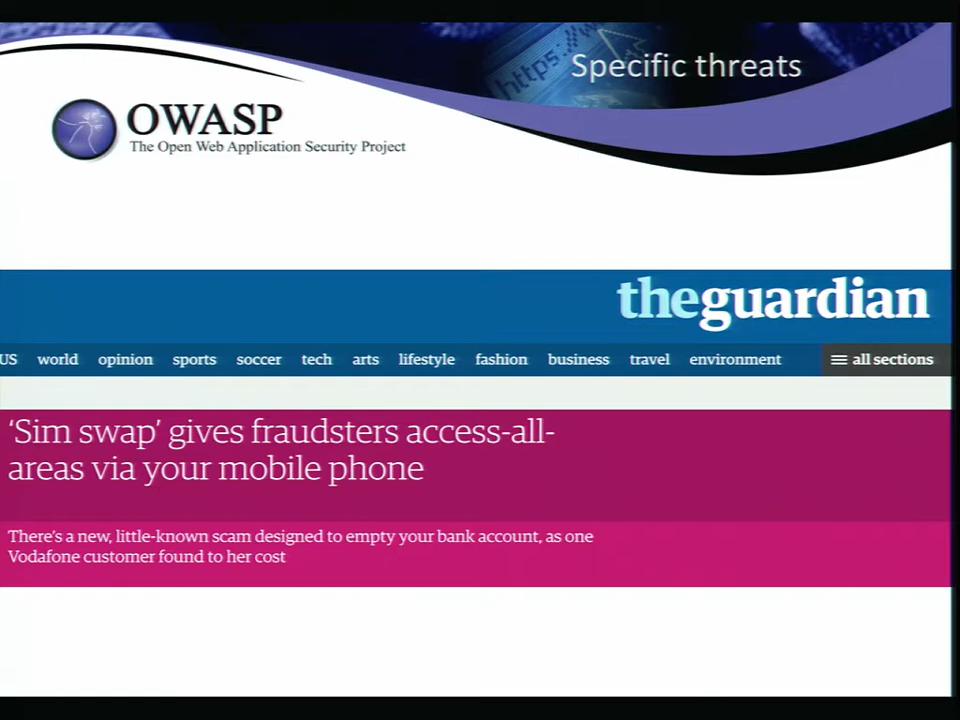 https://w
Specific threats
OWASP
The Open Web Application Security Project
theguardian
US world opinion sports soccer tech arts lifestyle fashion business travel environment all sections
‘Sim swap’ gives fraudsters access-all-
areas via your mobile phone
There’s a new, little-known scam designed to empty your bank account, as one
Vodafone customer found to her cost